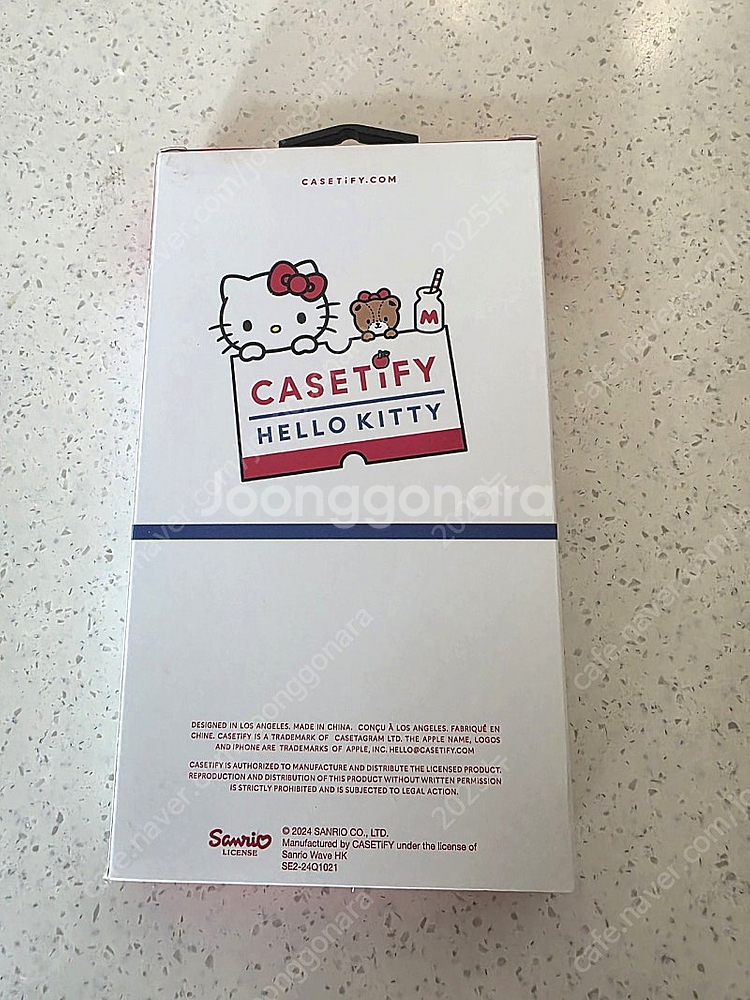 CASETiFY.COM
M
CASETiFY
HELLO KITTY
Joonggonara
DESIGNED IN LOS ANGELES. MADE IN CHINA. CONÇU À LOS ANGELES. FABRIQUÉ EN
CHINE. CASETIFY IS A TRADEMARK OF CASETAGRAM LTD. THE APPLE NAME, LOGOS
AND iPHONE ARE TRADEMARKS OF APPLE, INC. HELLO@CASETIFY.COM
CASETIFY IS AUTHORIZED TO MANUFACTURE AND DISTRIBUTE THE LICENSED PRODUCT.
REPRODUCTION AND DISTRIBUTION OF THIS PRODUCT WITHOUT WRITTEN PERMISSION
IS STRICTLY PROHIBITED AND IS SUBJECTED TO LEGAL ACTION.
Sanrio
LICENSE
© 2024 SANRIO CO., LTD.
Manufactured by CASETiFY under the license of
Sanrio Wave HK
SE2-24Q1021